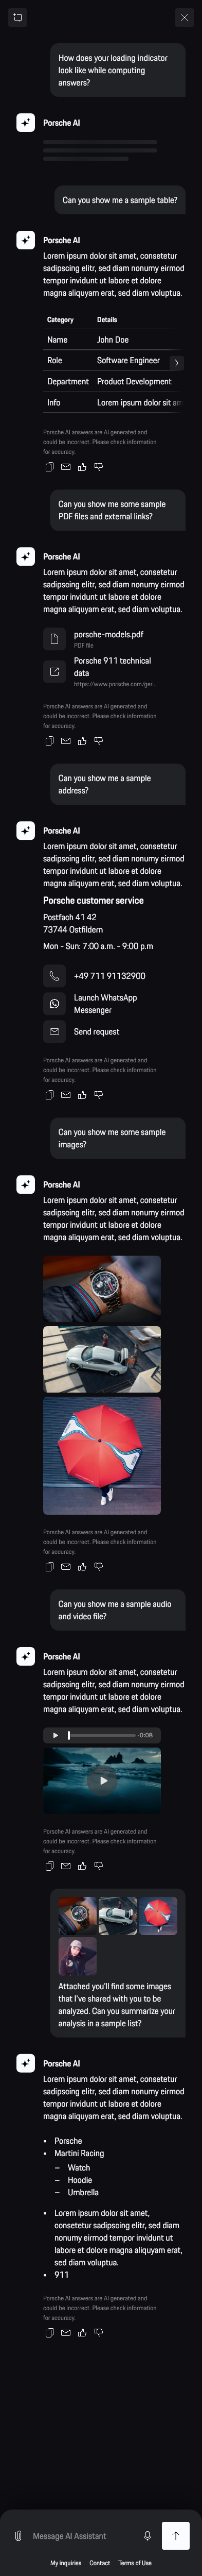 How does your loading indicator
look like while computing
answers?
Porsche AI
Can you show me a sample table?
Porsche AI
Lorem ipsum dolor sit amet, consetetur
sadipscing elitr, sed diam nonumy eirmod
tempor invidunt ut labore et dolore
magna aliquyam erat, sed diam voluptua.
Category Details
Name John Doe
Role Software Engineer
Department Product Development
Info Lorem ipsum dolor sit am
Porsche AI answers are AI generated and
could be incorrect. Please check information
for accuracy.
Can you show me some sample
PDF files and external links?
Porsche AI
Lorem ipsum dolor sit amet, consetetur
sadipscing elitr, sed diam nonumy eirmod
tempor invidunt ut labore et dolore
magna aliquyam erat, sed diam voluptua.
porsche-models.pdf
PDF file
Porsche 911 technical
data
https://www.porsche.com/ger...
Porsche AI answers are AI generated and
could be incorrect. Please check information
for accuracy.
Can you show me a sample
address?
Porsche AI
Lorem ipsum dolor sit amet, consetetur
sadipscing elitr, sed diam nonumy eirmod
tempor invidunt ut labore et dolore
magna aliquyam erat, sed diam voluptua.
Porsche customer service
Postfach 41 42
73744 Ostfildern
Mon - Sun: 7:00 a.m. - 9:00 p.m
+49 711 91132900
Launch WhatsApp
Messenger
Send request
Porsche AI answers are AI generated and
could be incorrect. Please check information
for accuracy.
Can you show me some sample
images?
Porsche AI
Lorem ipsum dolor sit amet, consetetur
sadipscing elitr, sed diam nonumy eirmod
tempor invidunt ut labore et dolore
magna aliquyam erat, sed diam voluptua.
Porsche AI answers are AI generated and
could be incorrect. Please check information
for accuracy.
Can you show me a sample audio
and video file?
Porsche AI
Lorem ipsum dolor sit amet, consetetur
sadipscing elitr, sed diam nonumy eirmod
tempor invidunt ut labore et dolore
magna aliquyam erat, sed diam voluptua.
-0:08
Porsche AI answers are AI generated and
could be incorrect. Please check information
for accuracy.
Attached you'll find some images
that I've shared with you to be
analyzed. Can you summarize your
analysis in a sample list?
Porsche AI
Lorem ipsum dolor sit amet, consetetur
sadipscing elitr, sed diam nonumy eirmod
tempor invidunt ut labore et dolore
magna aliquyam erat, sed diam voluptua.
• Porsche
• Martini Racing
– Watch
– Hoodie
– Umbrella
• Lorem ipsum dolor sit amet,
consetetur sadipscing elitr, sed diam
nonumy eirmod tempor invidunt ut
labore et dolore magna aliquyam erat,
sed diam voluptua.
• 911
Porsche AI answers are AI generated and
could be incorrect. Please check information
for accuracy.
Message AI Assistant
My inquiries Contact Terms of Use